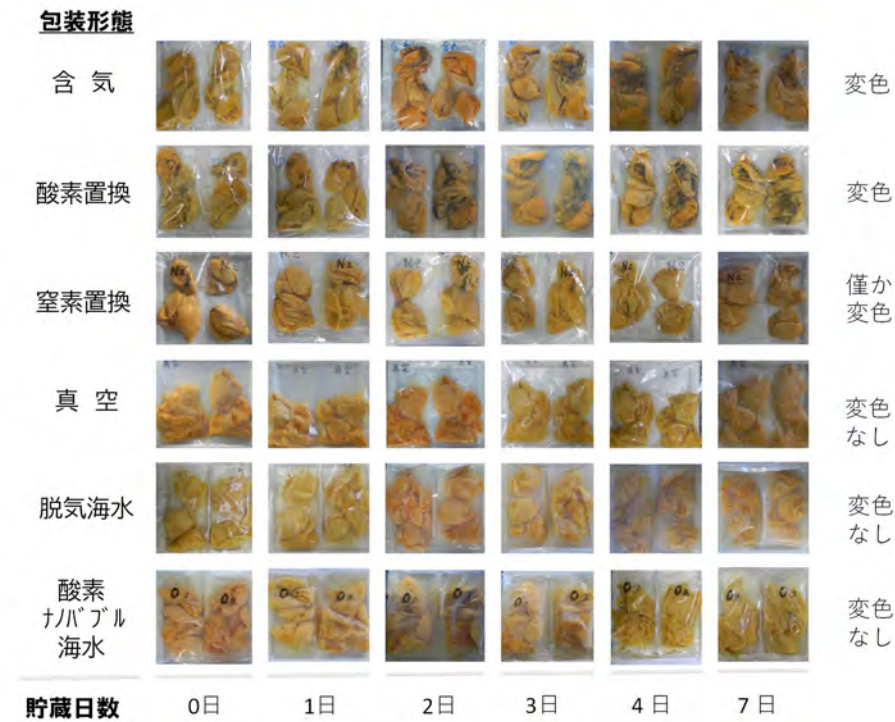 包装形態
含 気
変色
酸素置換
変色
窒素置換
僅か
変色
真 空
変色
なし
脱気海水
変色
なし
酸素
ナノバブル
海水
変色
なし
貯蔵日数 0日 1日 2日 3日 4日 7日